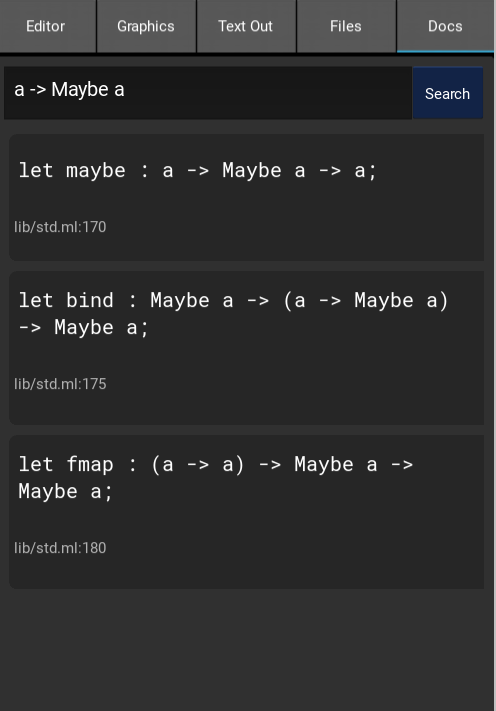 Editor Graphics Text Out Files Docs
a -> Maybe a Search
let maybe : a -> Maybe a -> a;
lib/std.ml:170
let bind : Maybe a -> (a -> Maybe a)
-> Maybe a;
lib/std.ml:175
let fmap : (a -> a) -> Maybe a ->
Maybe a;
lib/std.ml:180